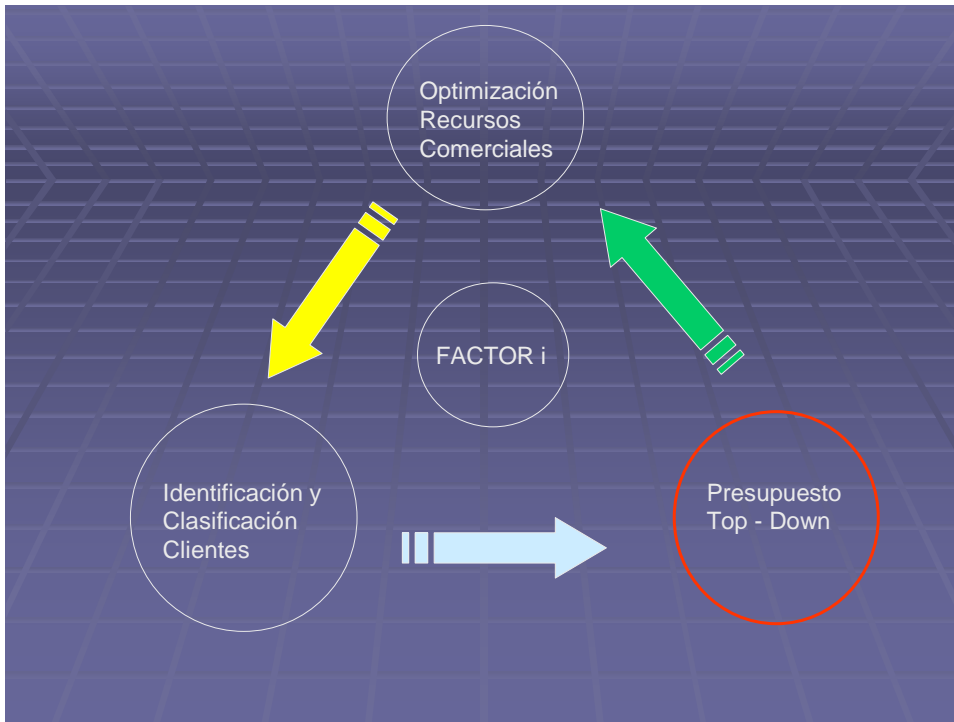 Optimización
Recursos
Comerciales
FACTOR i
Identificación y
Clasificación
Clientes
Presupuesto
Top - Down